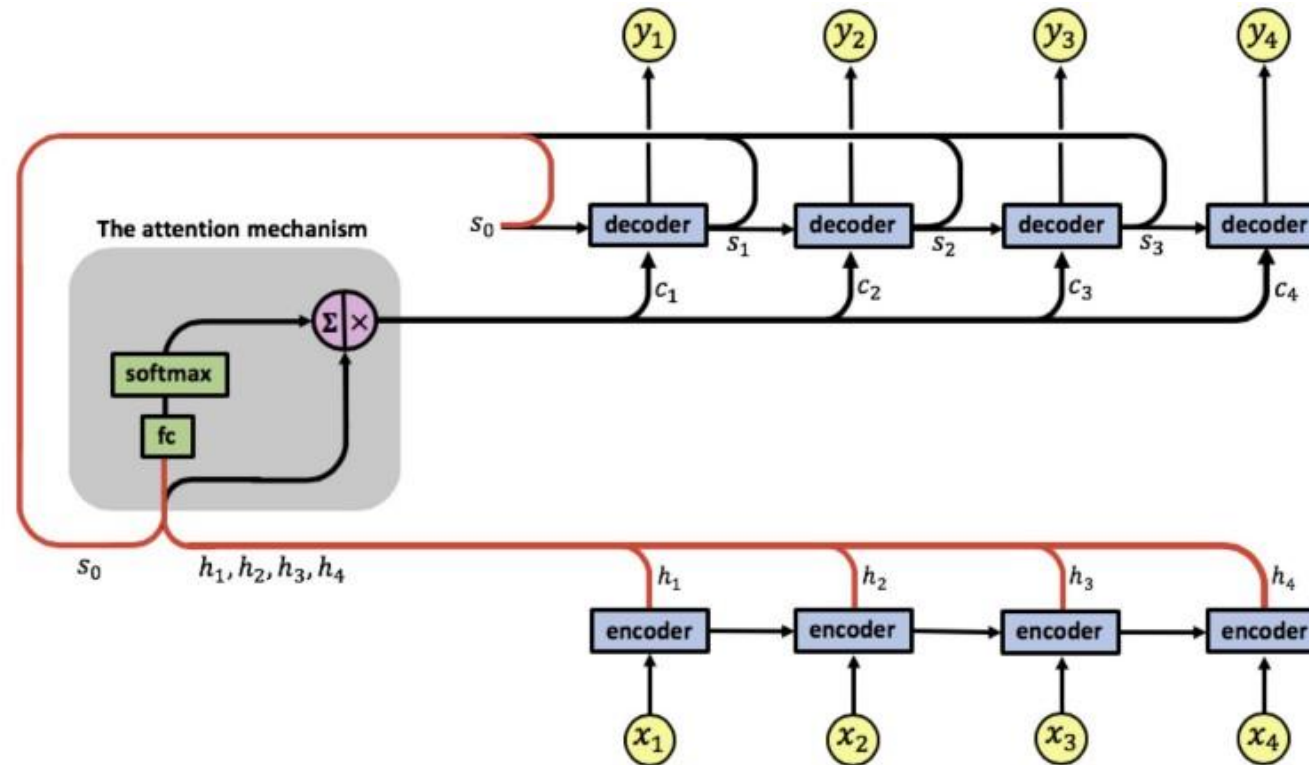 y₁ y₂ y₃ y₄
The attention mechanism
s₀ decoder s₁ decoder s₂ decoder s₃ decoder
c₁ c₂ c₃ c₄
Σ ×
softmax
fc
s₀ h₁, h₂, h₃, h₄ h₁ h₂ h₃ h₄
encoder encoder encoder encoder
x₁ x₂ x₃ x₄